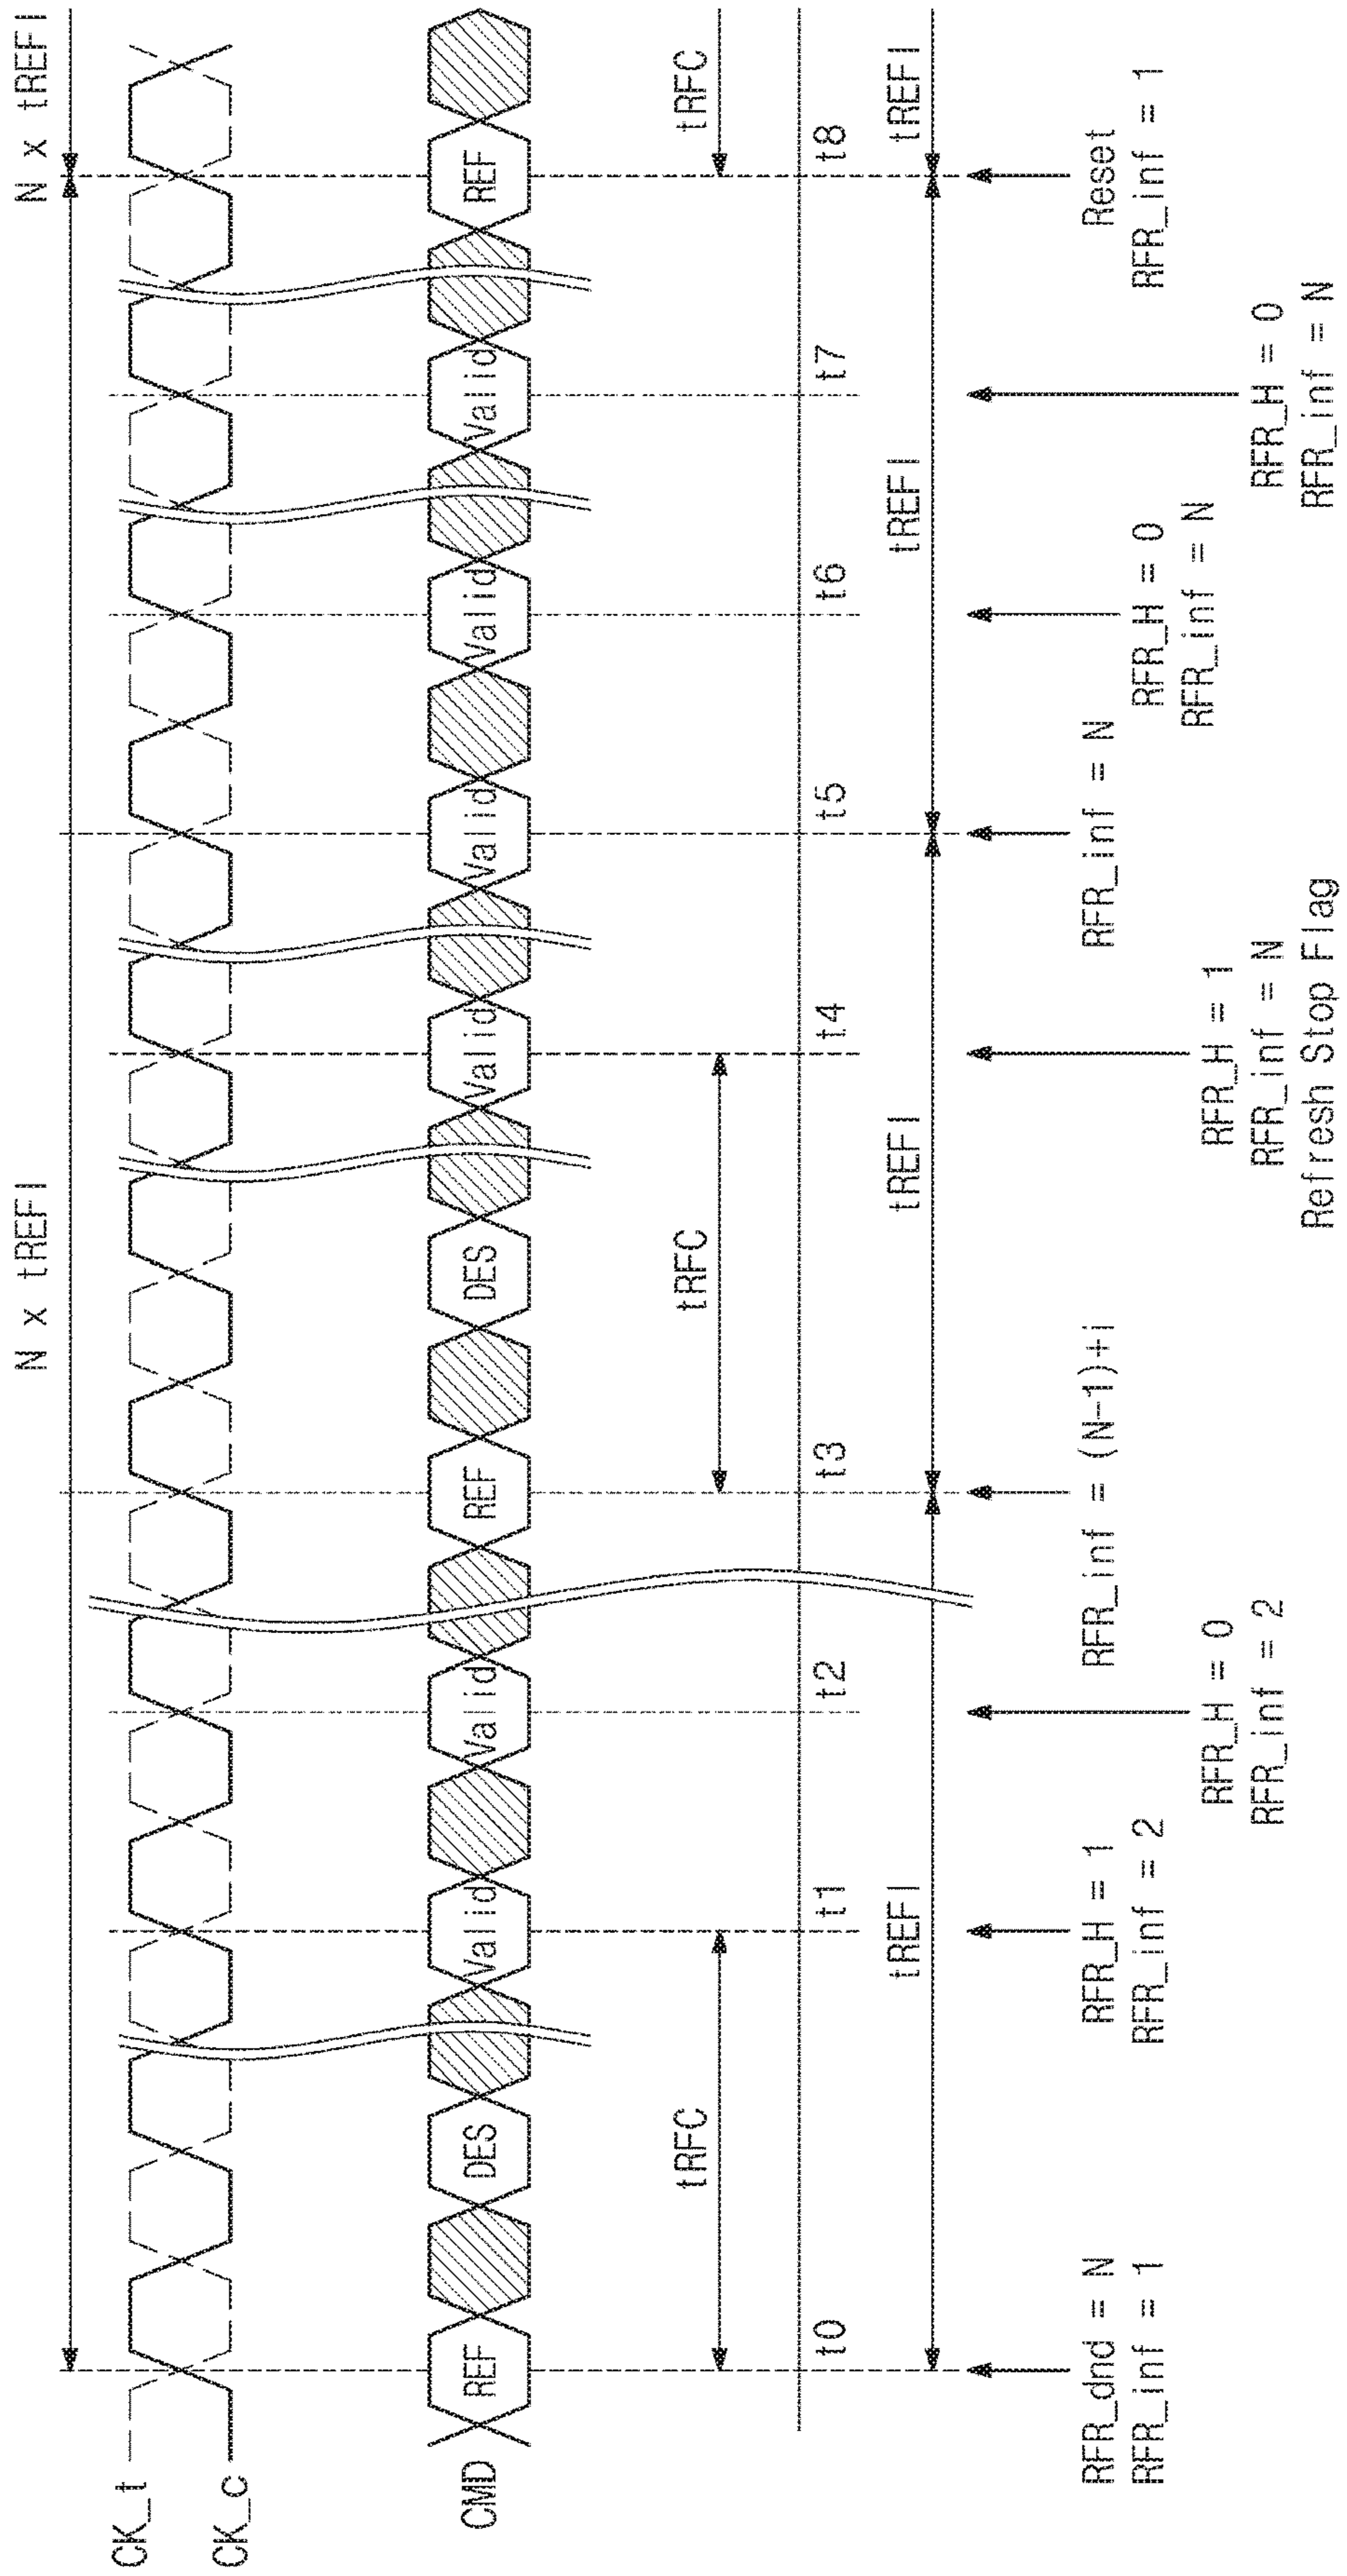 N x tREFI N x tREFI
CK_t
CK_c
CMD REF DES Valid Valid REF DES Valid Valid Valid Valid REF
tRFC tRFC tRFC
t0 t1 t2 t3 t4 t5 t6 t7 t8
tREFI tREFI tREFI tREFI
RFR_dnd = N
RFR_inf = 1
RFR_H = 1
RFR_inf = 2
RFR_H = 0
RFR_inf = 2
RFR_inf = (N-1)+i
RFR_H = 1
RFR_inf = N
Refresh Stop Flag
RFR_inf = N
RFR_H = 0
RFR_inf = N
RFR_H = 0
RFR_inf = N
Reset
RFR_inf = 1